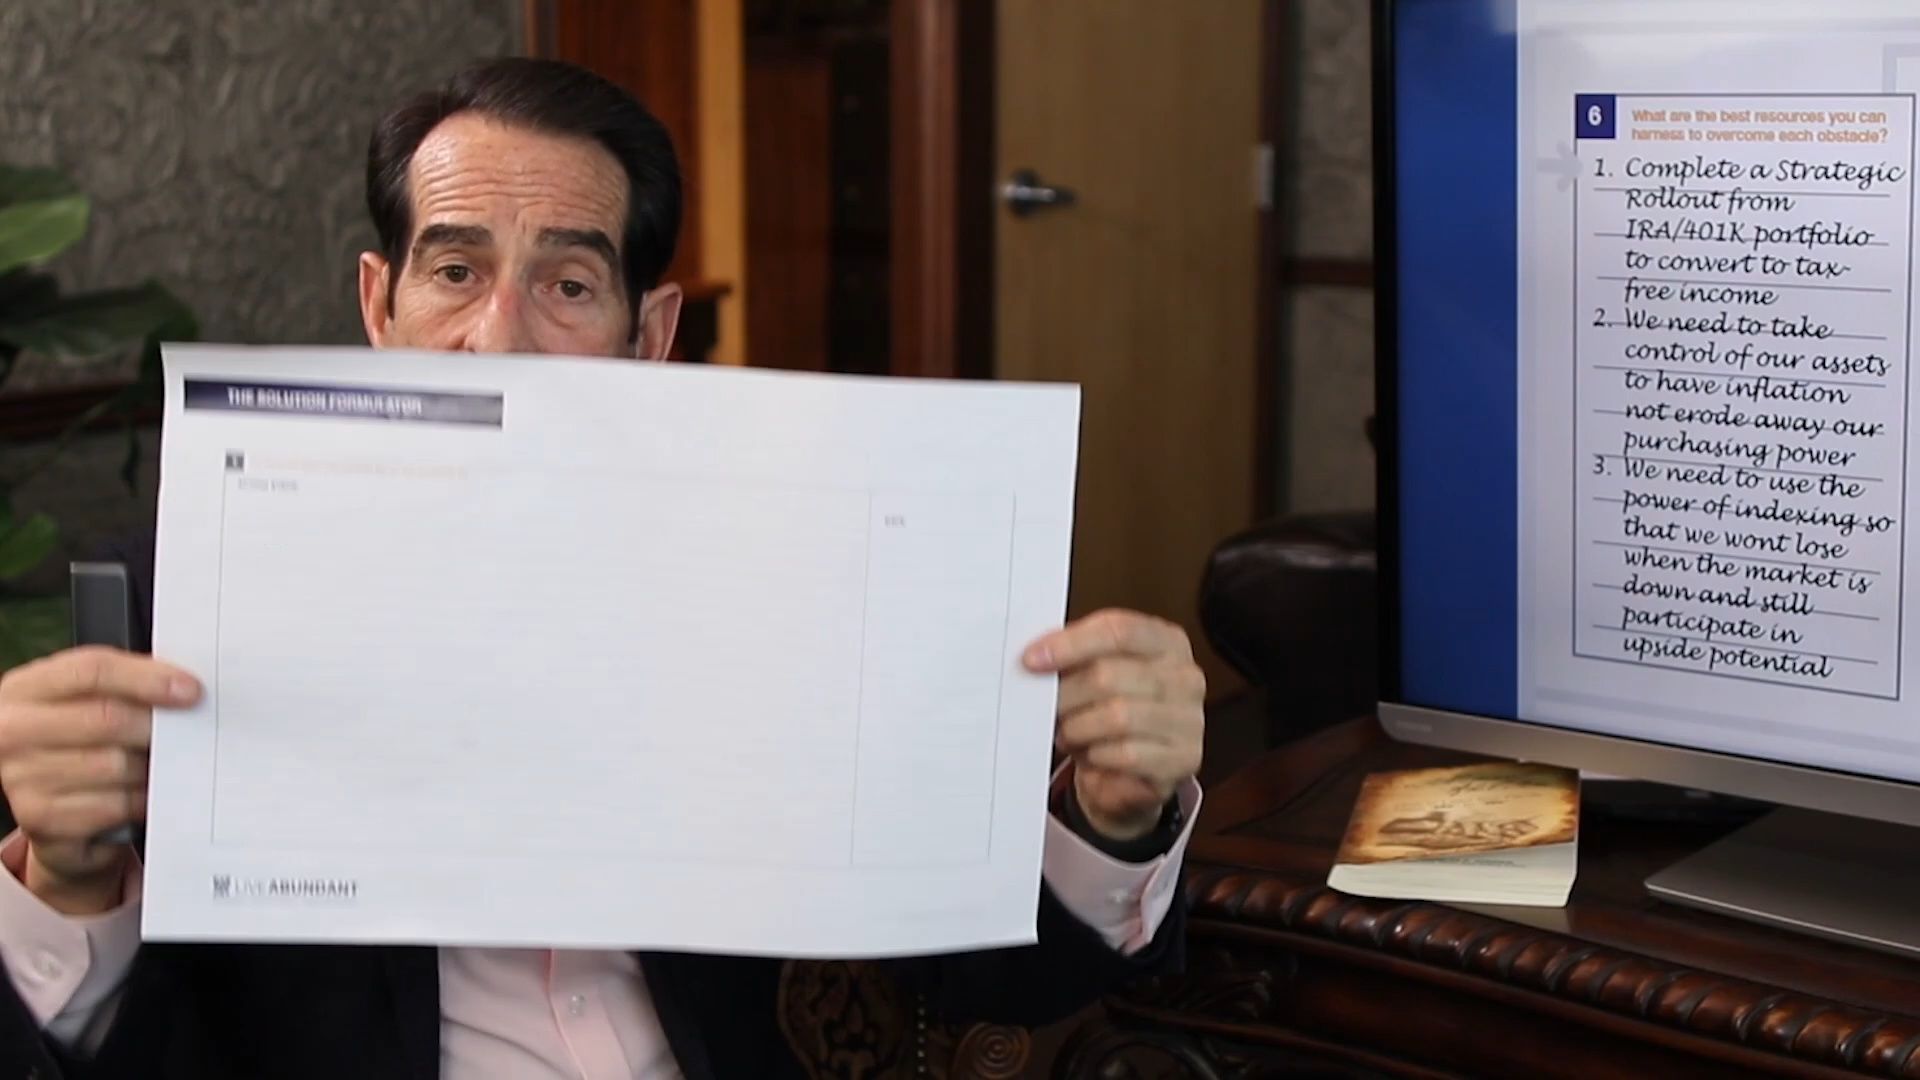 THE SOLUTION FORMULATOR
LIVE ABUNDANT
6
What are the best resources you can
harness to overcome each obstacle?
1. Complete a Strategic
Rollout from
IRA/401K portfolio
to convert to tax-
free income
2. We need to take
control of our assets
to have inflation
not erode away our
purchasing power
3. We need to use the
power of indexing so
that we wont lose
when the market is
down and still
participate in
upside potential